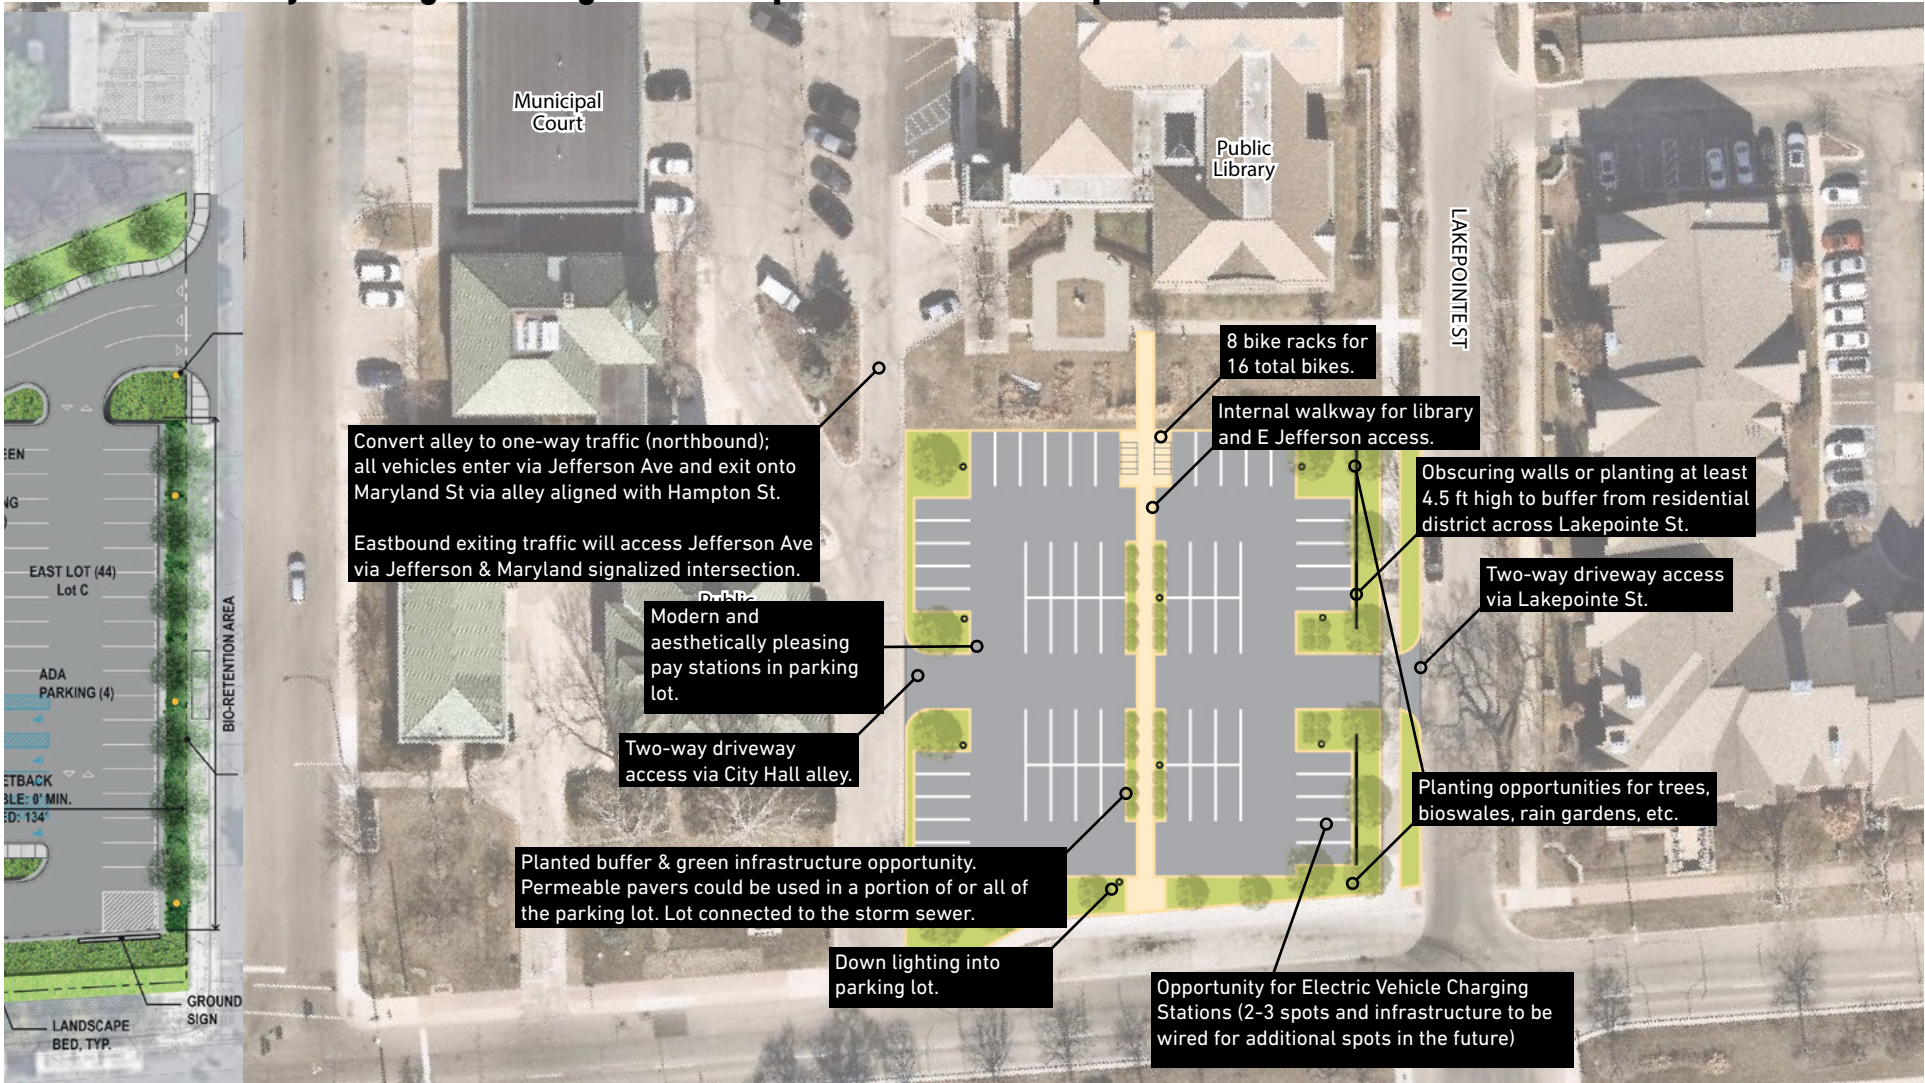 Municipal
Court
Public
Library
LAKEPOINTE ST
8 bike racks for
16 total bikes.
Internal walkway for library
and E Jefferson access.
Convert alley to one-way traffic (northbound);
all vehicles enter via Jefferson Ave and exit onto
Maryland St via alley aligned with Hampton St.
Eastbound exiting traffic will access Jefferson Ave
via Jefferson & Maryland signalized intersection.
Obscuring walls or planting at least
4.5 ft high to buffer from residential
district across Lakepointe St.
Two-way driveway access
via Lakepointe St.
Public
Modern and
aesthetically pleasing
pay stations in parking
lot.
Two-way driveway
access via City Hall alley.
Planting opportunities for trees,
bioswales, rain gardens, etc.
Planted buffer & green infrastructure opportunity.
Permeable pavers could be used in a portion of or all of
the parking lot. Lot connected to the storm sewer.
Down lighting into
parking lot.
Opportunity for Electric Vehicle Charging
Stations (2-3 spots and infrastructure to be
wired for additional spots in the future)
EEN
NG
EAST LOT (44)
Lot C
ADA
PARKING (4)
BIO-RETENTION AREA
ETBACK
BLE: 0' MIN.
ED: 134'
GROUND
SIGN
LANDSCAPE
BED, TYP.